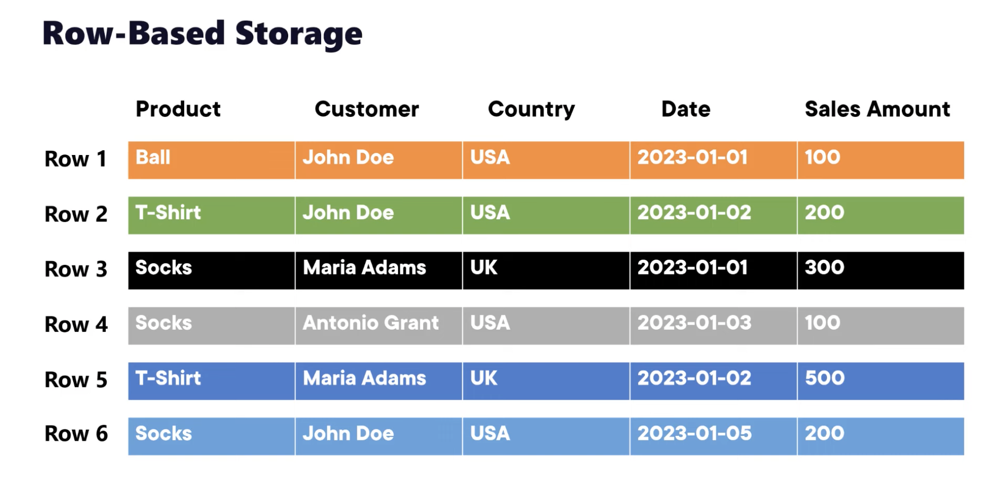 Row-Based Storage
Product Customer Country Date Sales Amount
Row 1 Ball John Doe USA 2023-01-01 100
Row 2 T-Shirt John Doe USA 2023-01-02 200
Row 3 Socks Maria Adams UK 2023-01-01 300
Row 4 Socks Antonio Grant USA 2023-01-03 100
Row 5 T-Shirt Maria Adams UK 2023-01-02 500
Row 6 Socks John Doe USA 2023-01-05 200